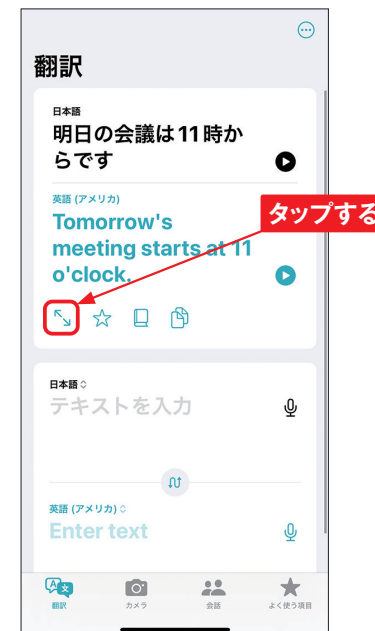 翻訳
日本語
明日の会議は11時か
らです
英語 (アメリカ)
Tomorrow's
meeting starts at 11
o'clock.
タップする
日本語
テキストを入力
英語 (アメリカ)
Enter text
翻訳
カメラ
会話
よく使う項目